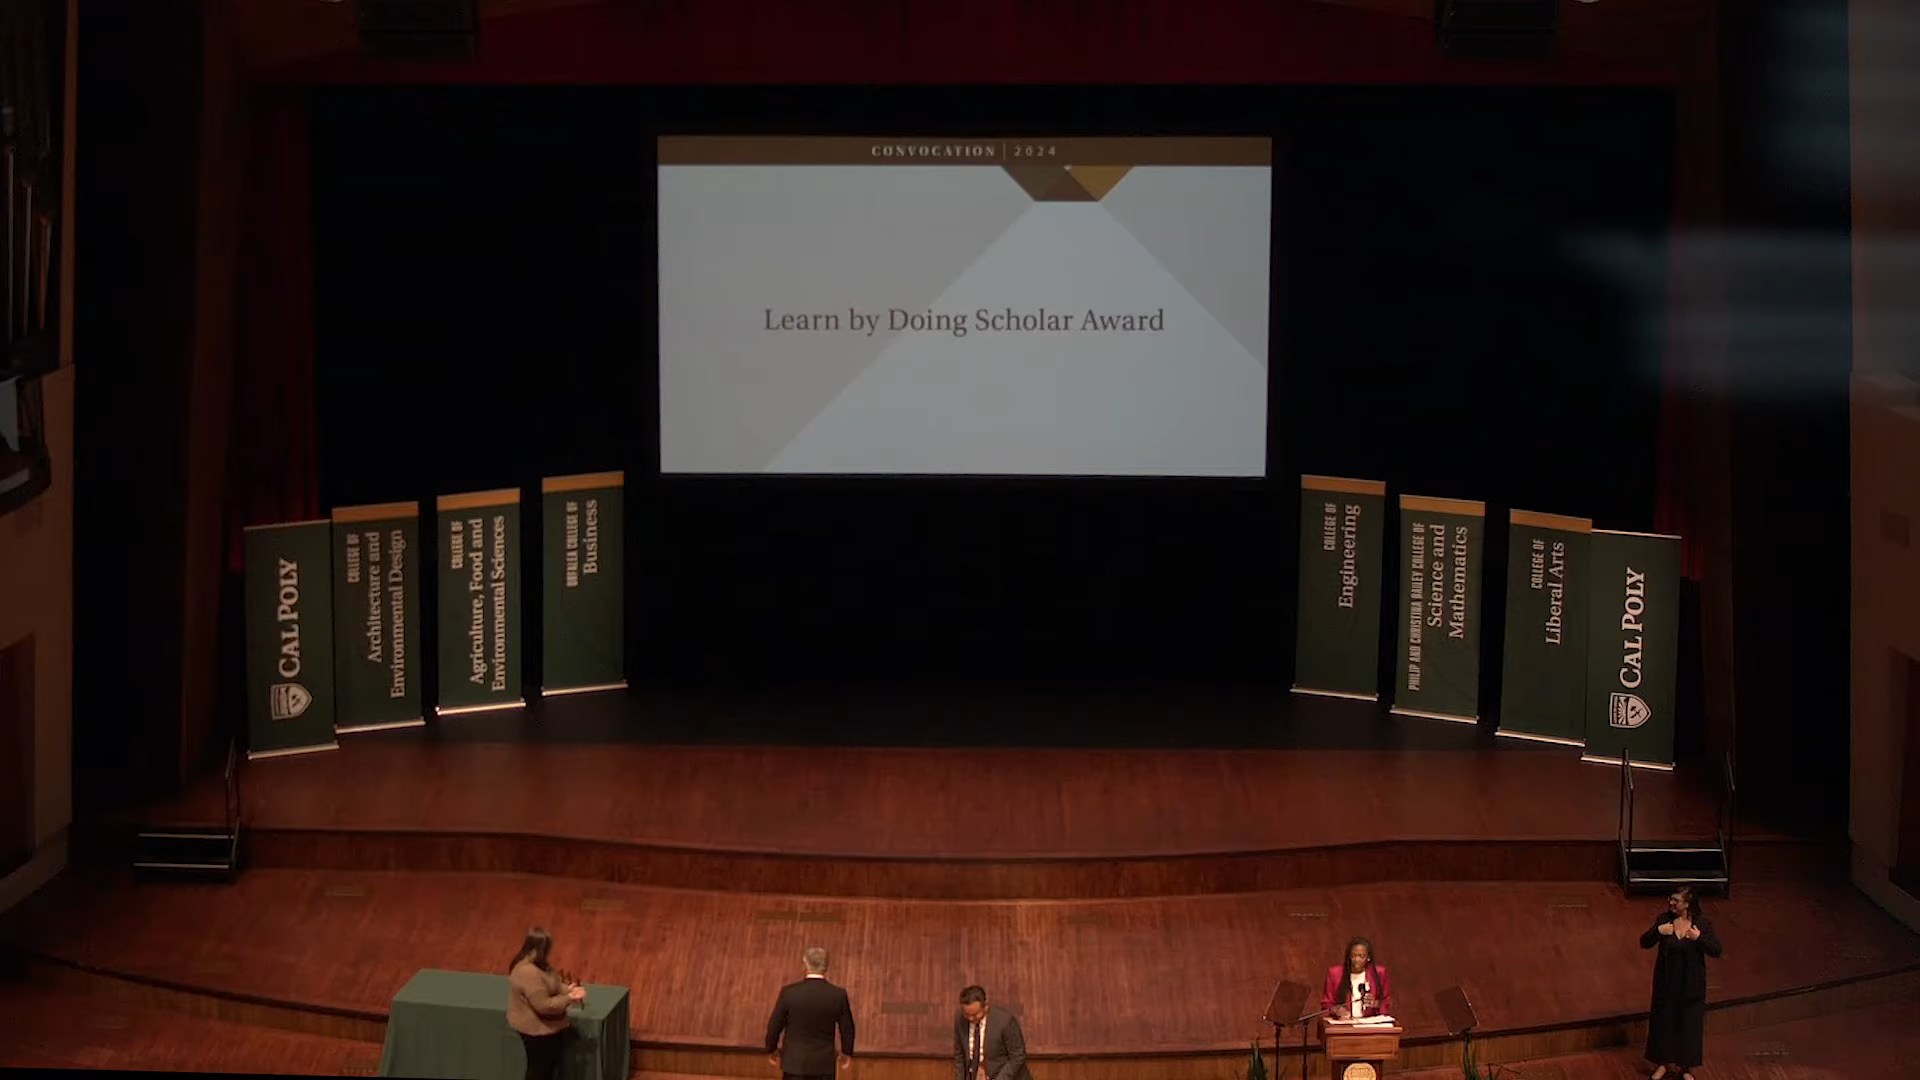 CONVOCATION | 2024
Learn by Doing Scholar Award
CAL POLY
COLLEGE OF
Architecture and
Environmental Design
COLLEGE OF
Agriculture, Food and
Environmental Sciences
ORFALEA COLLEGE OF
Business
COLLEGE OF
Engineering
PHILIP AND CHRISTINA BAILEY COLLEGE OF
Science and
Mathematics
COLLEGE OF
Liberal Arts
CAL POLY